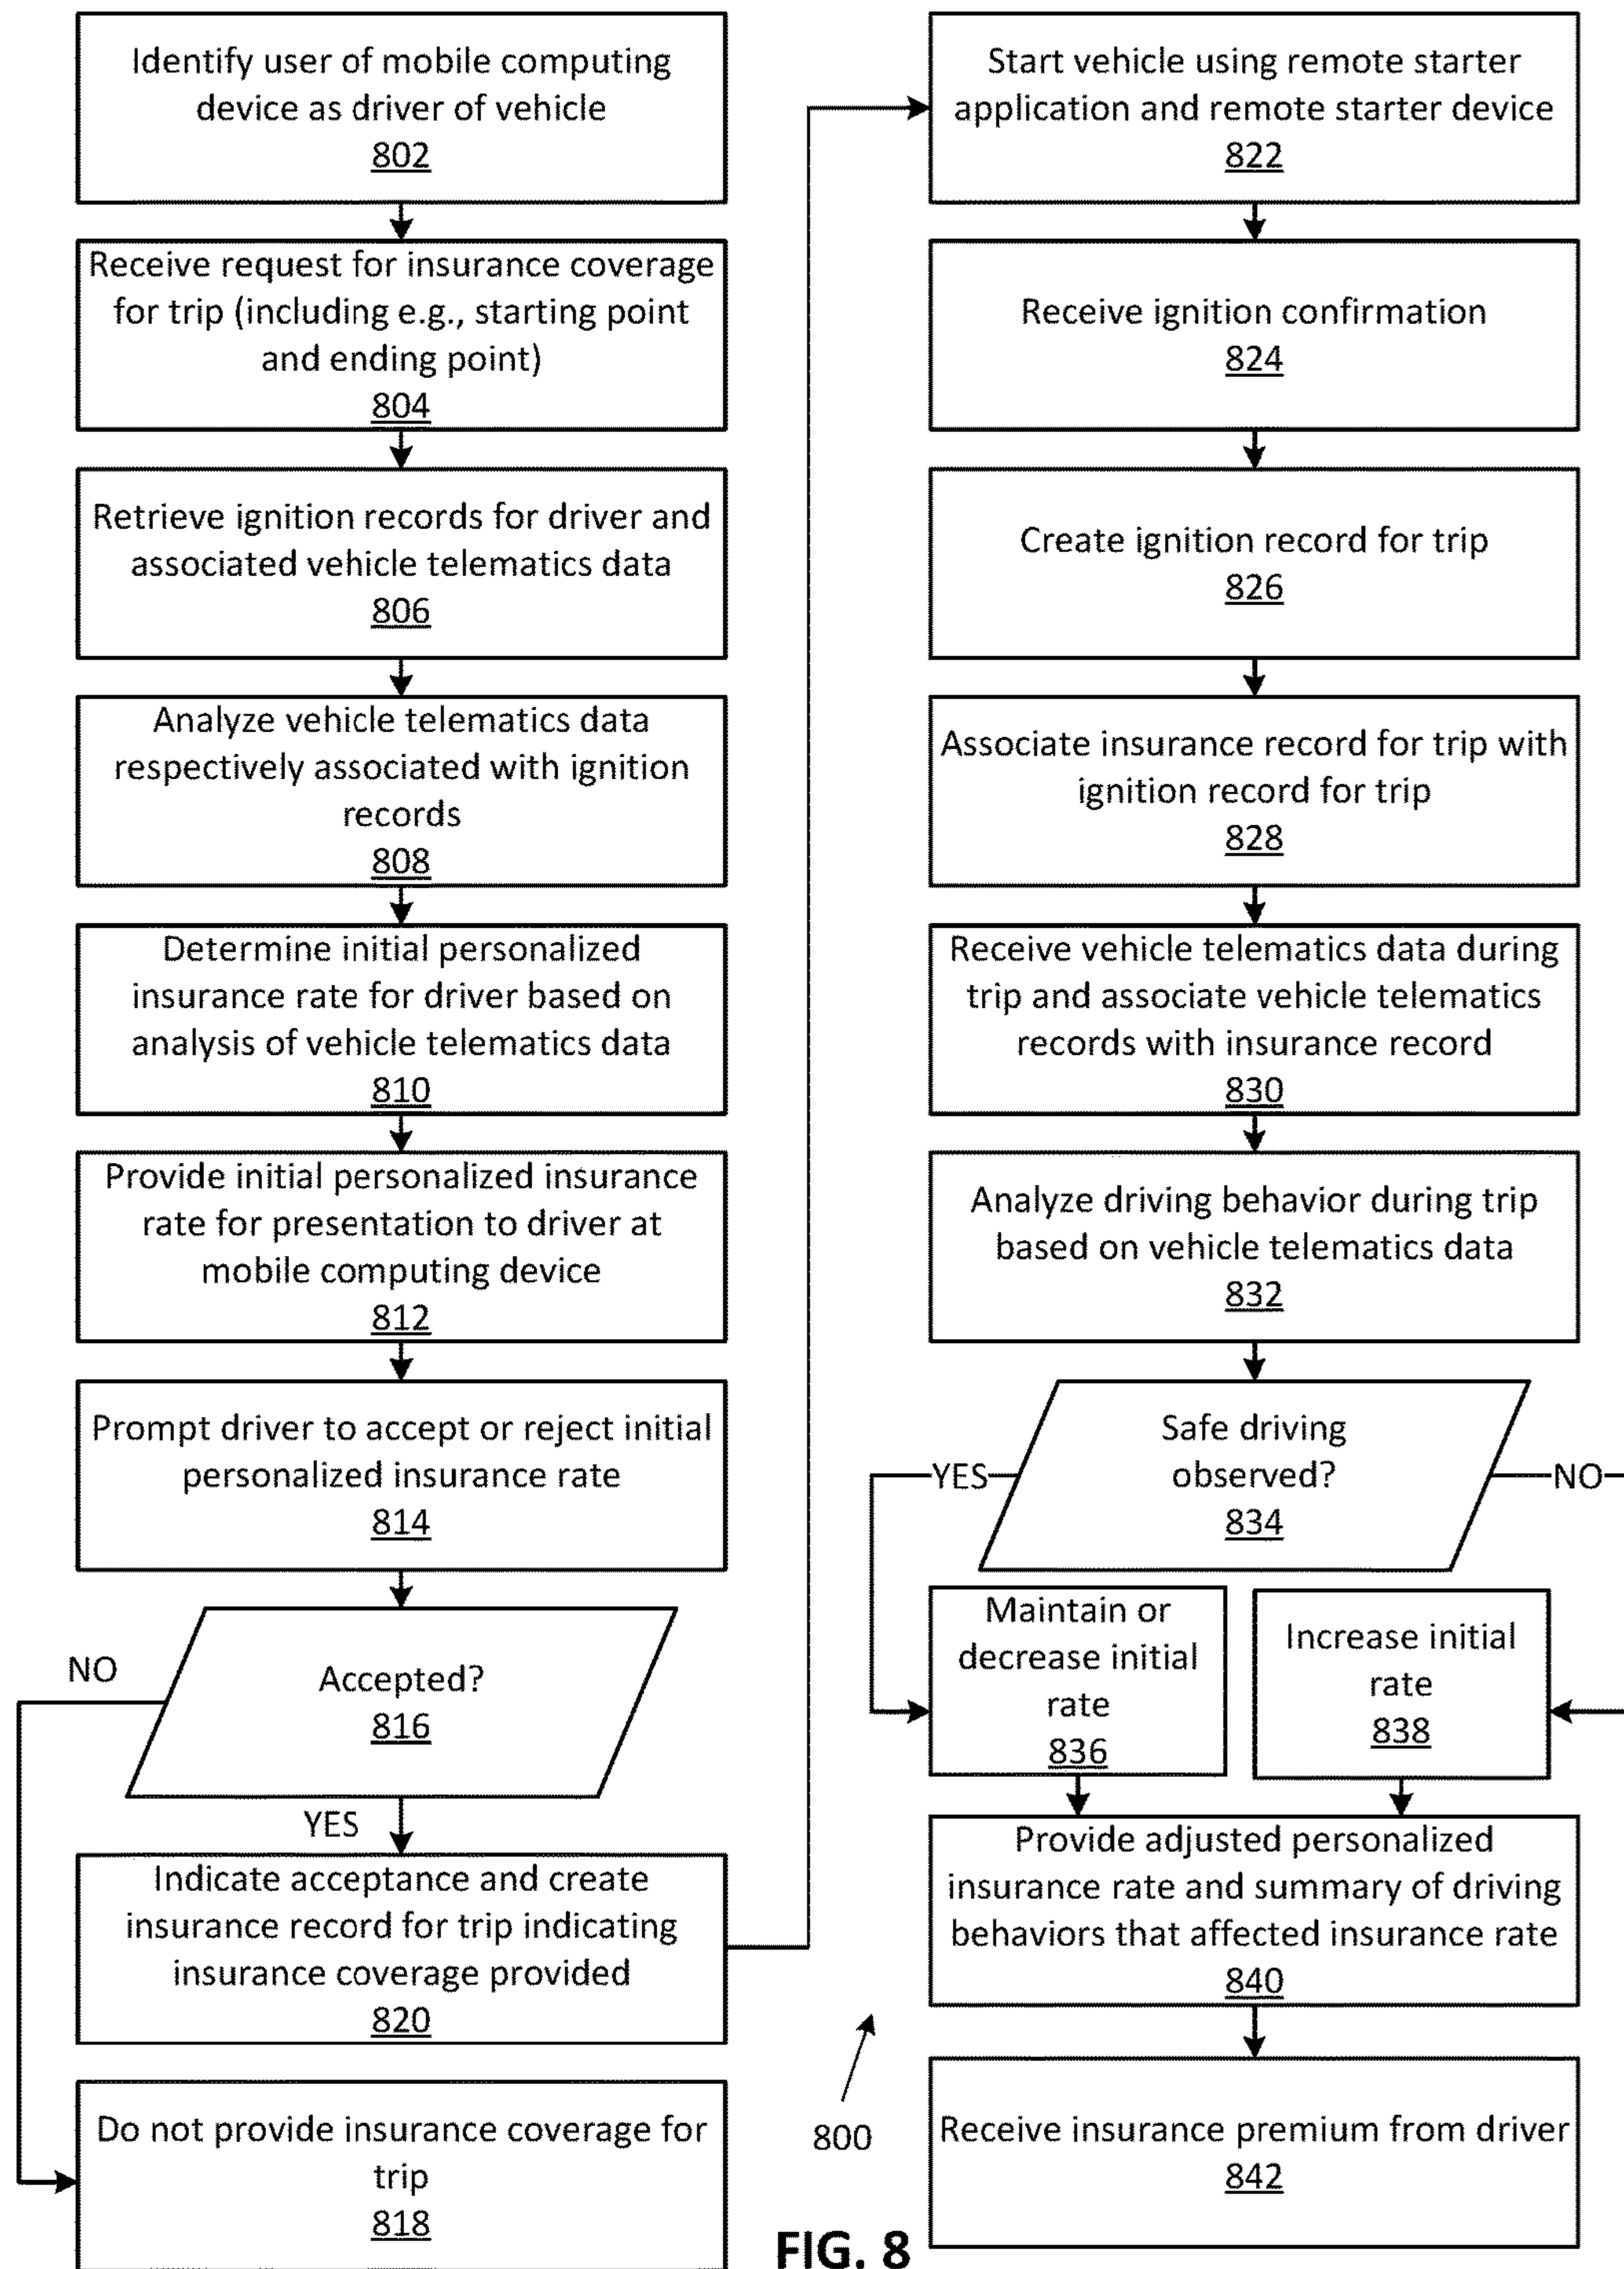 Identify user of mobile computing
device as driver of vehicle
802
Receive request for insurance coverage
for trip (including e.g., starting point
and ending point)
804
Retrieve ignition records for driver and
associated vehicle telematics data
806
Analyze vehicle telematics data
respectively associated with ignition
records
808
Determine initial personalized
insurance rate for driver based on
analysis of vehicle telematics data
810
Provide initial personalized insurance
rate for presentation to driver at
mobile computing device
812
Prompt driver to accept or reject initial
personalized insurance rate
814
NO
Accepted?
816
YES
Indicate acceptance and create
insurance record for trip indicating
insurance coverage provided
820
Do not provide insurance coverage for
trip
818
Start vehicle using remote starter
application and remote starter device
822
Receive ignition confirmation
824
Create ignition record for trip
826
Associate insurance record for trip with
ignition record for trip
828
Receive vehicle telematics data during
trip and associate vehicle telematics
records with insurance record
830
Analyze driving behavior during trip
based on vehicle telematics data
832
Safe driving
observed?
834
YES
NO
Maintain or
decrease initial
rate
836
Increase initial
rate
838
Provide adjusted personalized
insurance rate and summary of driving
behaviors that affected insurance rate
840
Receive insurance premium from driver
842
800
FIG. 8